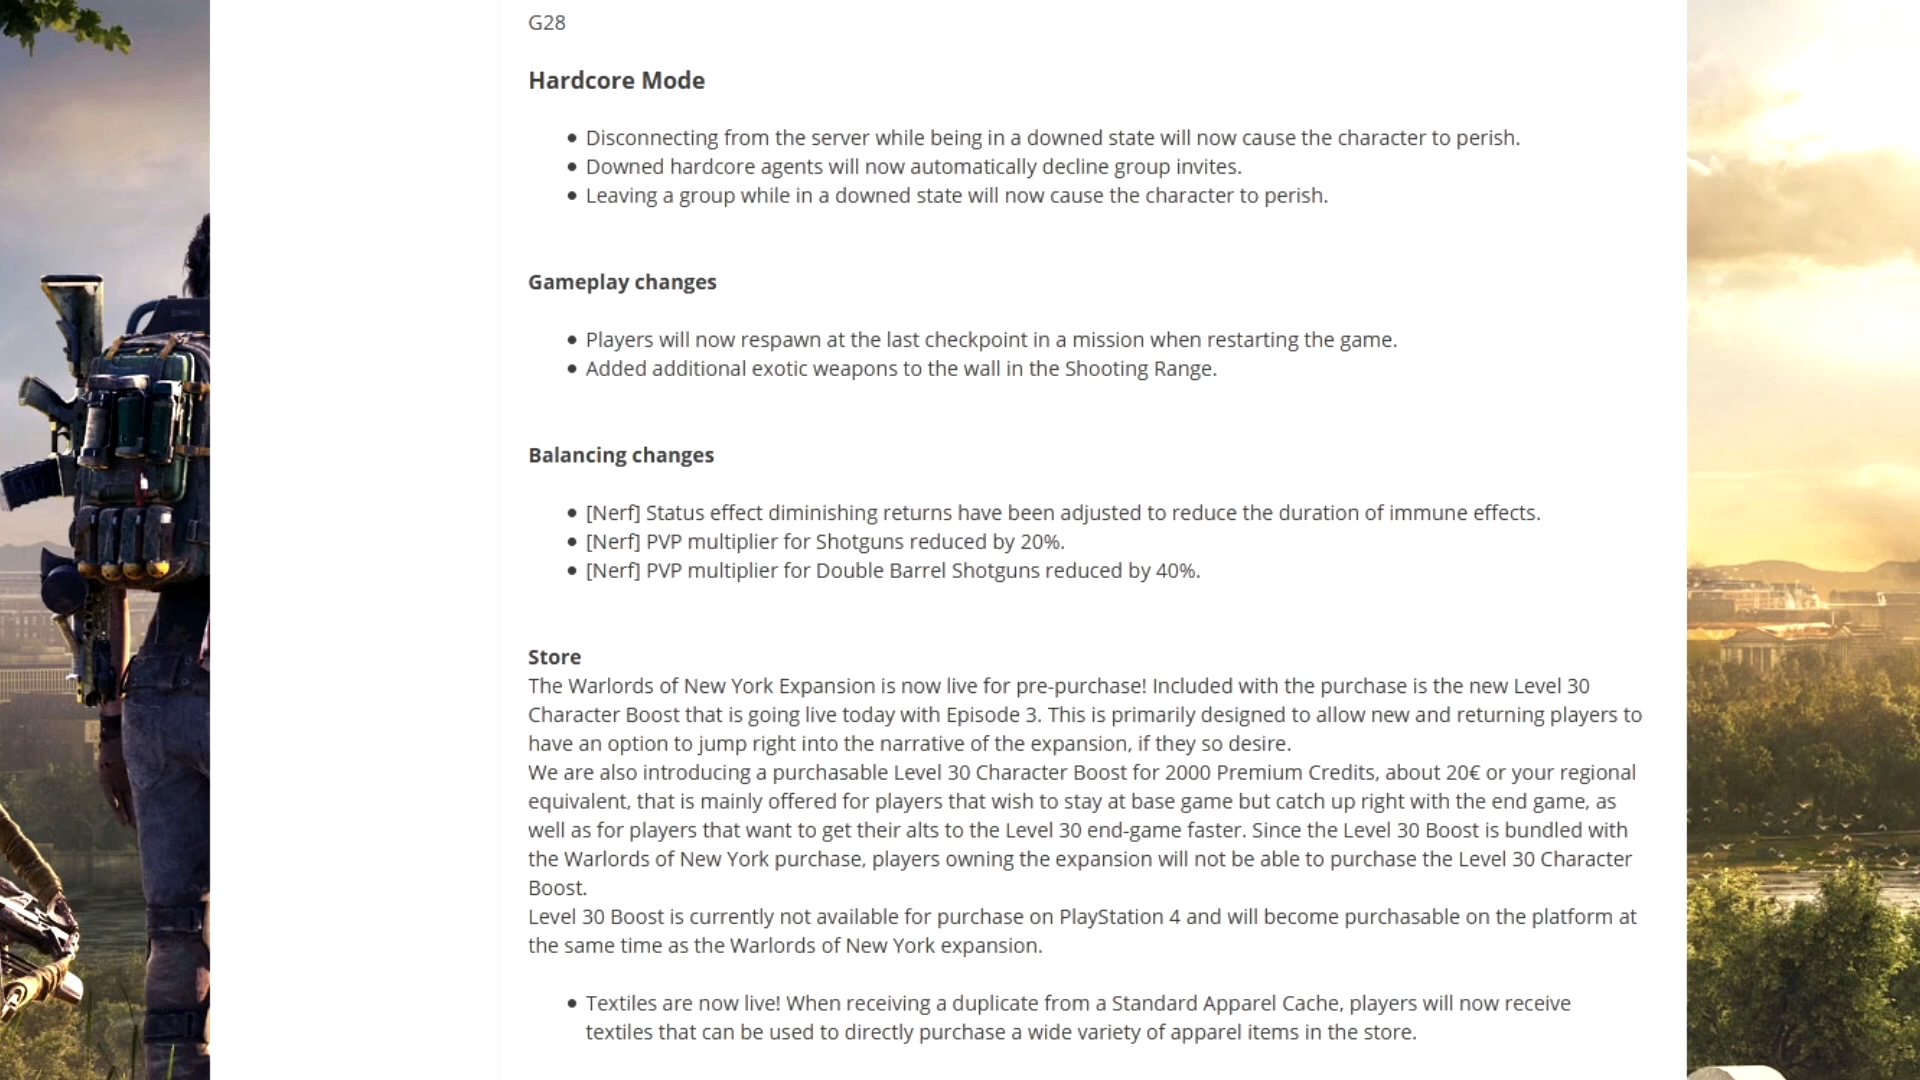 G28
Hardcore Mode
• Disconnecting from the server while being in a downed state will now cause the character to perish.
• Downed hardcore agents will now automatically decline group invites.
• Leaving a group while in a downed state will now cause the character to perish.
Gameplay changes
• Players will now respawn at the last checkpoint in a mission when restarting the game.
• Added additional exotic weapons to the wall in the Shooting Range.
Balancing changes
• [Nerf] Status effect diminishing returns have been adjusted to reduce the duration of immune effects.
• [Nerf] PVP multiplier for Shotguns reduced by 20%.
• [Nerf] PVP multiplier for Double Barrel Shotguns reduced by 40%.
Store
The Warlords of New York Expansion is now live for pre-purchase! Included with the purchase is the new Level 30
Character Boost that is going live today with Episode 3. This is primarily designed to allow new and returning players to
have an option to jump right into the narrative of the expansion, if they so desire.
We are also introducing a purchasable Level 30 Character Boost for 2000 Premium Credits, about 20€ or your regional
equivalent, that is mainly offered for players that wish to stay at base game but catch up right with the end game, as
well as for players that want to get their alts to the Level 30 end-game faster. Since the Level 30 Boost is bundled with
the Warlords of New York purchase, players owning the expansion will not be able to purchase the Level 30 Character
Boost.
Level 30 Boost is currently not available for purchase on PlayStation 4 and will become purchasable on the platform at
the same time as the Warlords of New York expansion.
• Textiles are now live! When receiving a duplicate from a Standard Apparel Cache, players will now receive
textiles that can be used to directly purchase a wide variety of apparel items in the store.